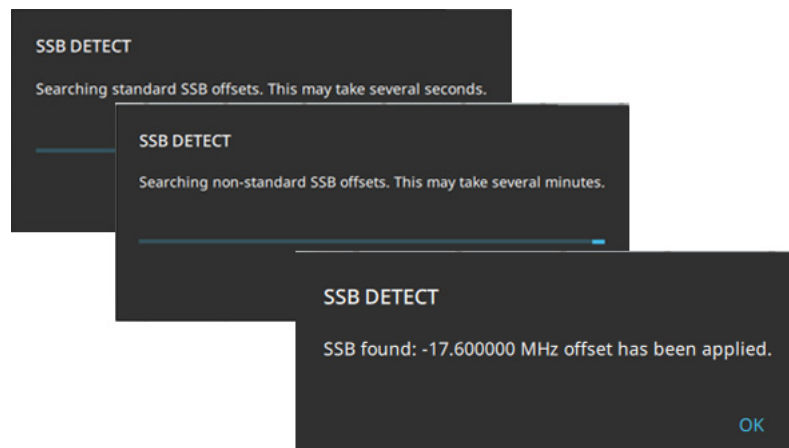 SSB DETECT
Searching standard SSB offsets. This may take several seconds.
SSB DETECT
Searching non-standard SSB offsets. This may take several minutes.
SSB DETECT
SSB found: -17.600000 MHz offset has been applied.
OK